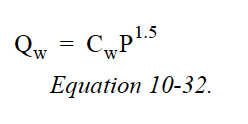 Q_w = C_wP^1.5
Equation 10-32.